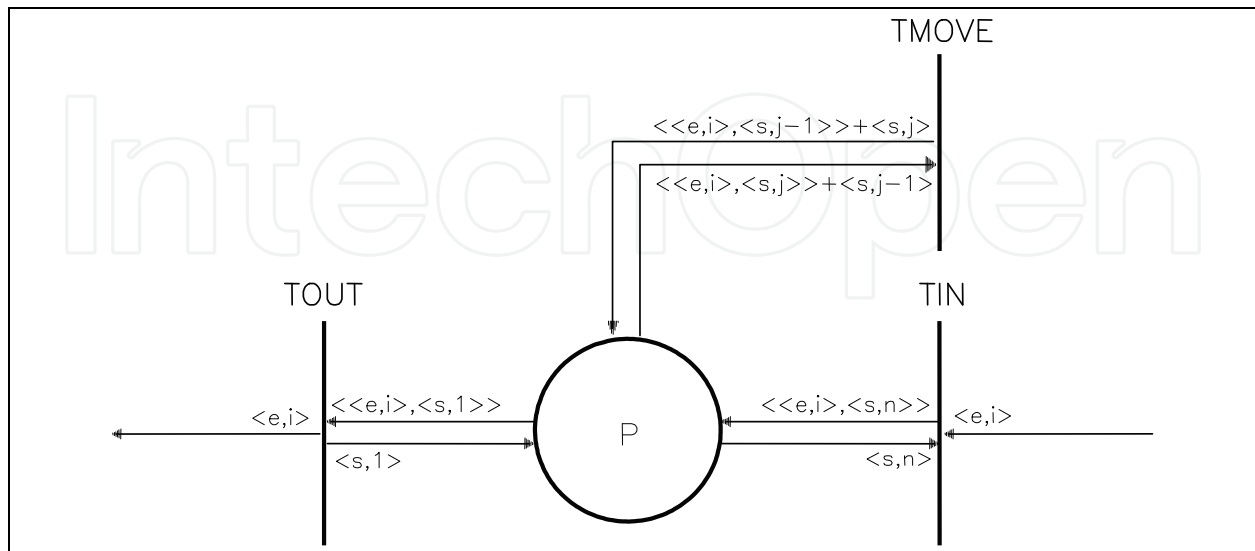 TMOVE
IntechOpen
<<e,i>,<s,j-1>>+<s,j>
<<e,i>,<s,j>>+<s,j-1>
TOUT
TIN
<e,i>
<<e,i>,<s,1>>
<<e,i>,<s,n>>
<e,i>
P
<s,1>
<s,n>